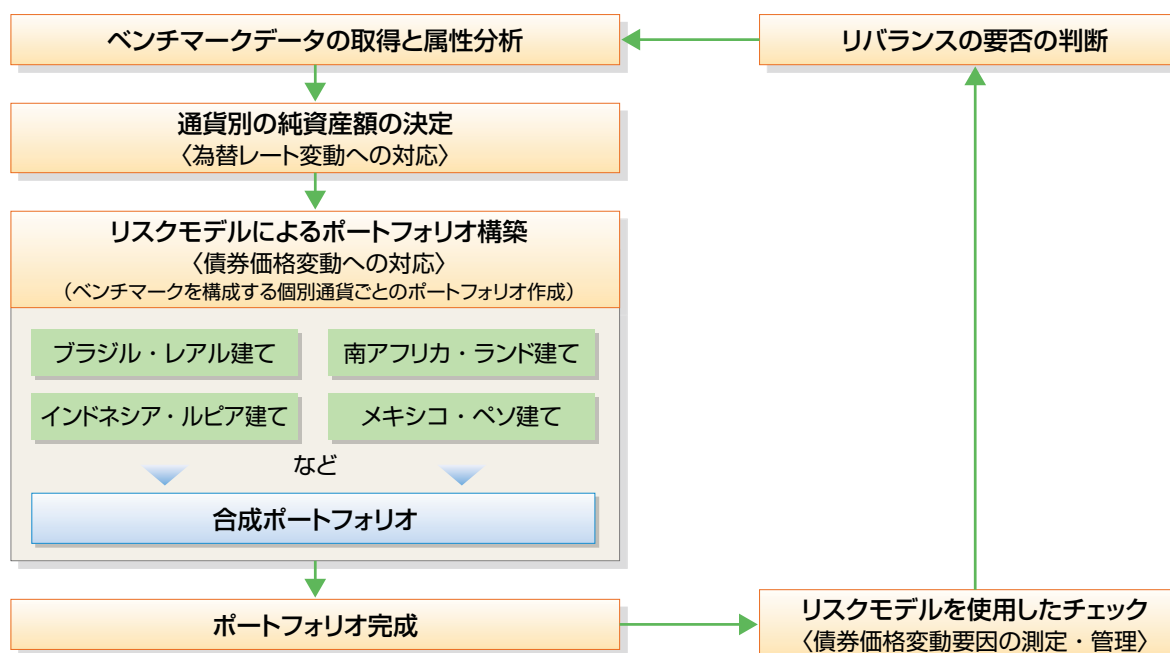 ベンチマークデータの取得と属性分析
リバランスの要否の判断
通貨別の純資産額の決定
〈為替レート変動への対応〉
リスクモデルによるポートフォリオ構築
〈債券価格変動への対応〉
(ベンチマークを構成する個別通貨ごとのポートフォリオ作成)
ブラジル・レアル建て
南アフリカ・ランド建て
インドネシア・ルピア建て
メキシコ・ペソ建て
など
合成ポートフォリオ
ポートフォリオ完成
リスクモデルを使用したチェック
〈債券価格変動要因の測定・管理〉